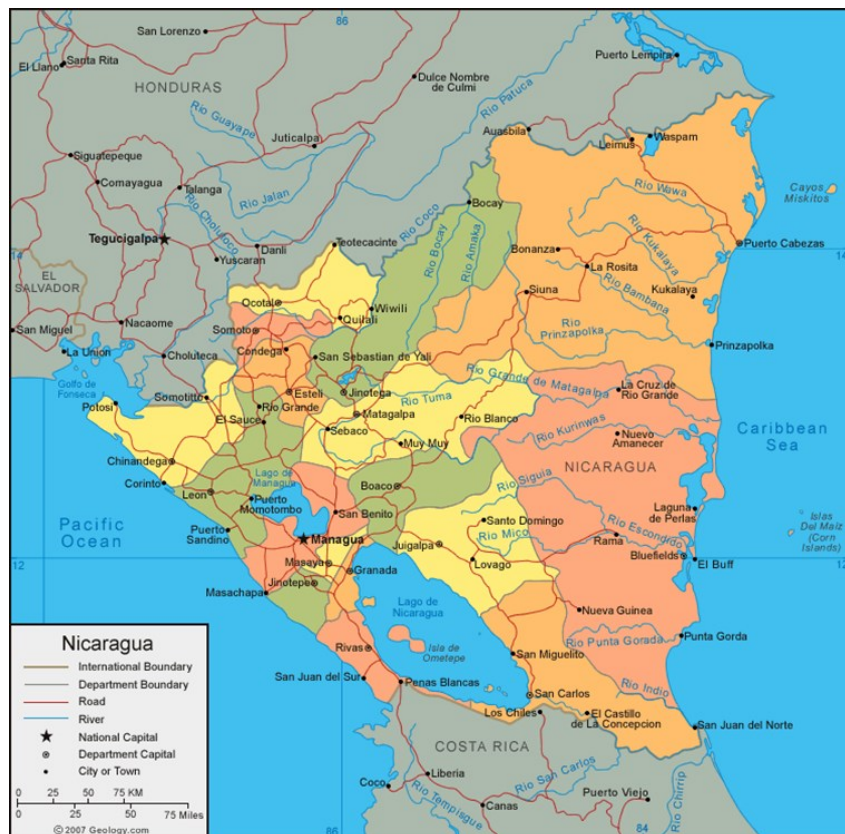 86
San Lorenzo
Puerto Lempira
El Llano
Santa Rita
HONDURAS
Dulce Nombre
de Culmi
Rio Patuca
Rio Guayape
Auasbila
Leimus
Waspam
Juticalpa
Siguatepeque
Comayagua
Talanga
Rio Jalan
Rio Wawa
Cayos
Miskitos
Bocay
Rio Coco
Rio Choluteco
Tegucigalpa
Danli
Teotecacinte
Rio Bocay
Rio Amaka
Rio Kukalaya
Puerto Cabezas
14
14
Yuscaran
Bonanza
La Rosita
EL
SALVADOR
Siuna
Rio Bambana
Kukalaya
Ocotal
Wiwili
Quilali
Nacaome
San Miguel
Somoto
Rio
Prinzapolka
Prinzapolka
La Union
Choluteca
Condega
San Sebastian de Yali
Golfo de
Fonseca
Somotitto
Esteli
Jinotega
Rio Grande de Matagalpa
La Cruz de
Rio Grande
Potosi
Rio Grande
Rio Tuma
El Sauce
Matagalpa
Rio Blanco
Sebaco
Rio Kurinwas
Nuevo
Amanecer
Caribbean
Sea
Muy Muy
Chinandega
Lago de
Managua
NICARAGUA
Corinto
Leon
Boaco
Rio Siguia
Puerto
Momotombo
San Benito
Laguna
de Perlas
Islas
Del Maiz
(Corn
Islands)
Pacific
Ocean
Puerto
Sandino
Santo Domingo
Managua
Juigalpa
Rio Mico
Rama
Rio Escondido
Bluefields
12
12
Masaya
Granada
Lovago
El Buff
Jinotepe
Masachapa
Lago de
Nicaragua
Nueva Guinea
Nicaragua
Rivas
Isla de
Ometepe
San Miguelito
Rio Punta Gorada
Punta Gorda
International Boundary
Department Boundary
Road
River
National Capital
Department Capital
City or Town
San Juan del Sur
Penas Blancas
San Carlos
Rio Indio
Los Chiles
El Castillo
de La Concepcion
San Juan del Norte
COSTA RICA
Liberia
Coco
Rio San Carlos
Rio Tempisgue
Canas
Puerto Viejo
Rio Chirrip
0 25 50 75 KM
0 25 50 75 Miles
© 2007 Geology.com
86
84